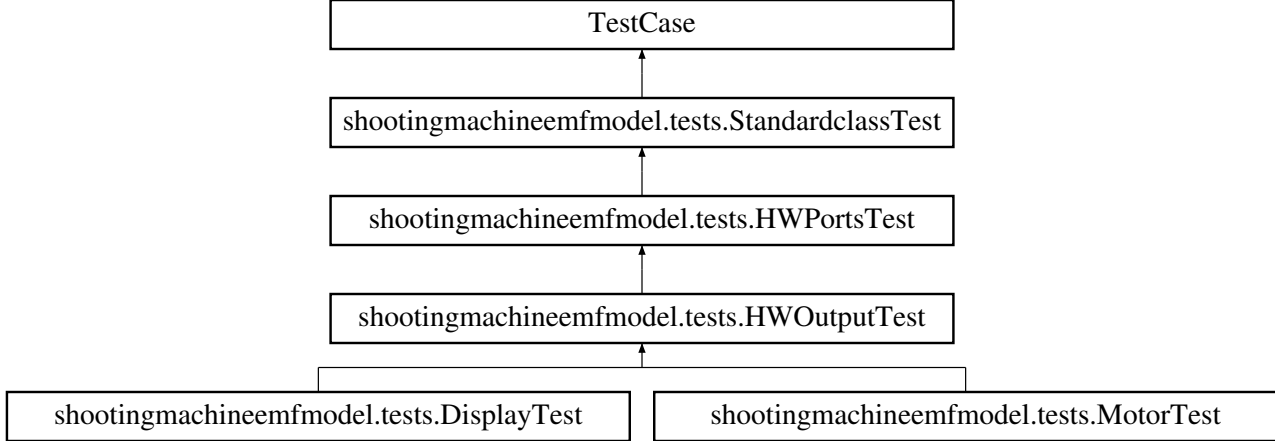 TestCase
shootingmachineemfmodel.tests.StandardclassTest
shootingmachineemfmodel.tests.HWPortsTest
shootingmachineemfmodel.tests.HWOutputTest
shootingmachineemfmodel.tests.DisplayTest
shootingmachineemfmodel.tests.MotorTest